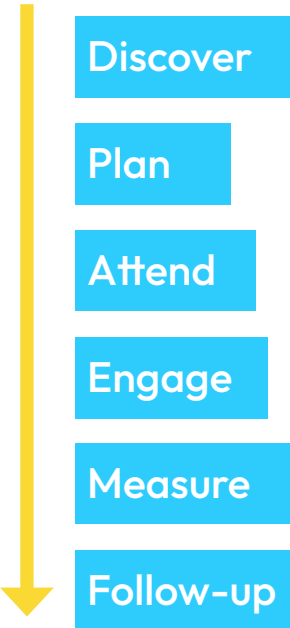 Discover
Plan
Attend
Engage
Measure
Follow-up